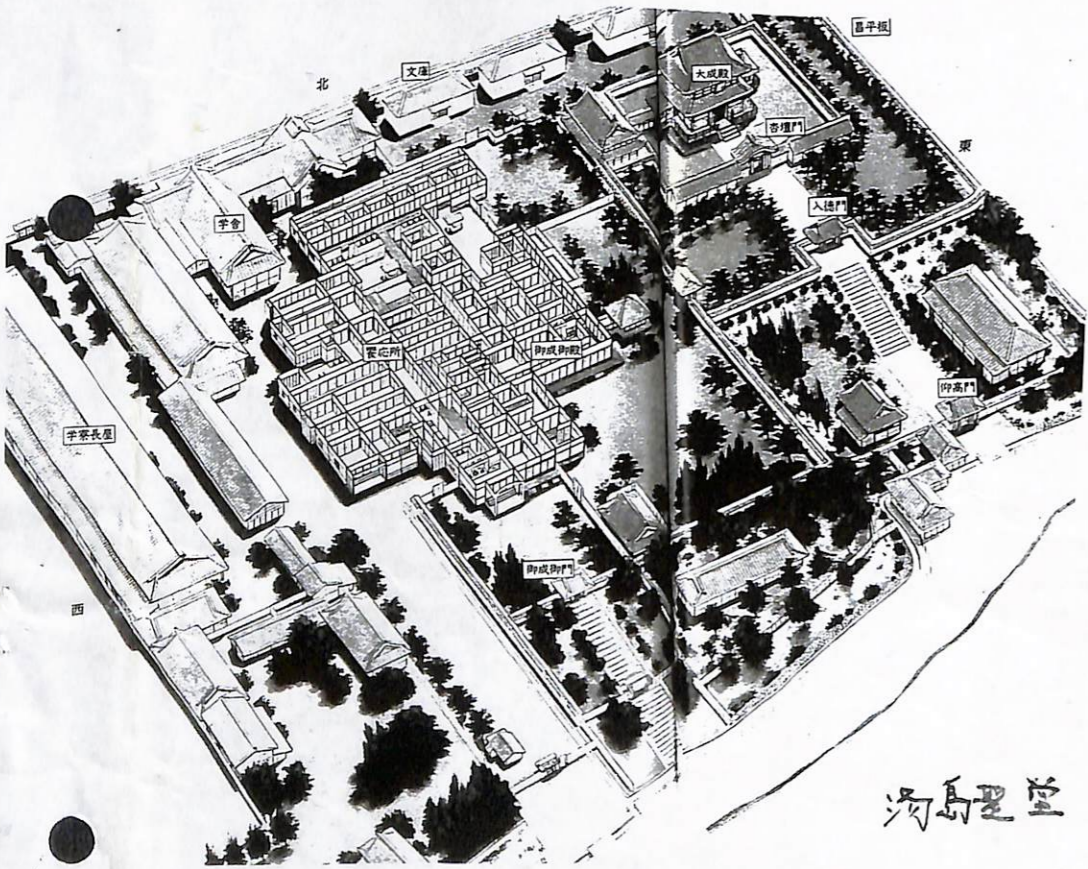 昌平坂
北
文庫
大成殿
杏壇門
東
入徳門
学舎
饗応所
御成御殿
仰高門
学寮長屋
御成御門
西
湯島聖堂